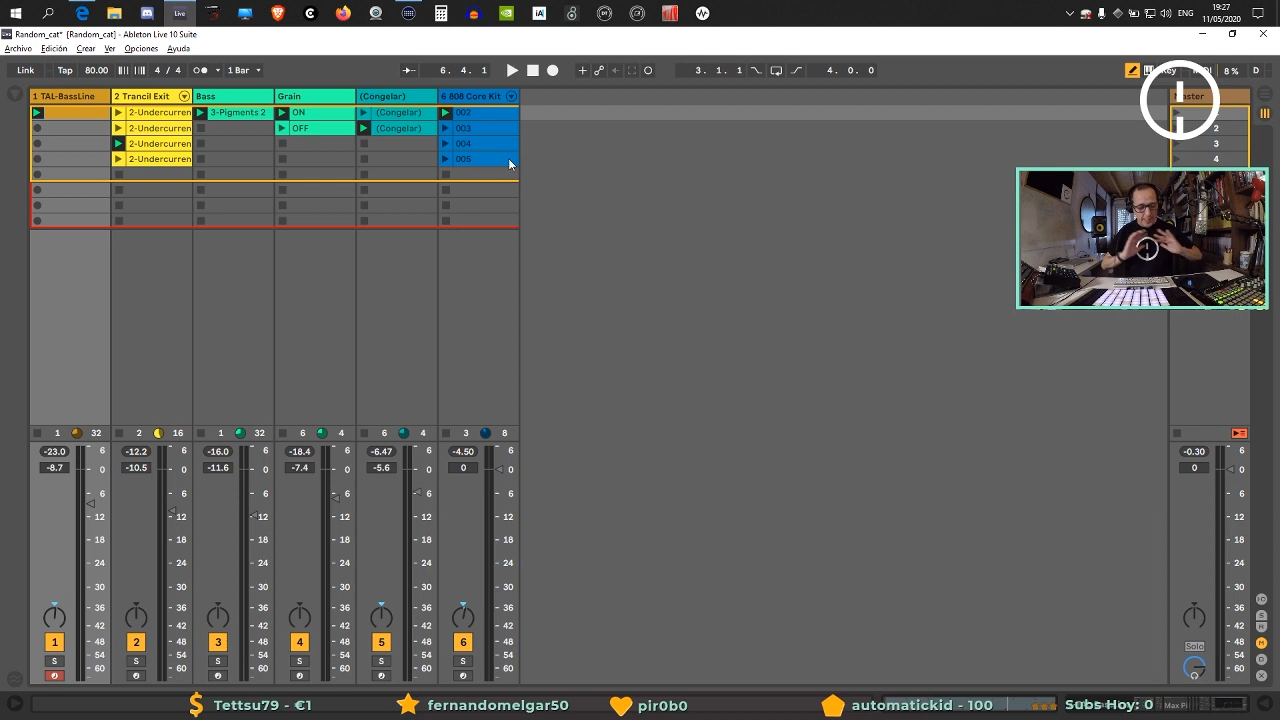 Live
iA
ENG
19:27
11/05/2020
Random_cat* [Random_cat] - Ableton Live 10 Suite
Archivo Edición Crear Ver Opciones Ayuda
Link Tap 80.00 4 / 4 1 Bar 6. 4. 1 3. 1. 1 4. 0. 0 8 % D
1 TAL-BassLine 2 Trancil Exit Bass Grain (Congelar) 6 808 Core Kit Master
2-Undercurren 3-Pigments 2 ON (Congelar) 002
2-Undercurren OFF (Congelar) 003 2
2-Undercurren 004 3
2-Undercurren 005 4
1 32 2 16 1 32 6 4 6 4 3 8
-23.0 6 -12.2 6 -16.0 6 -18.4 6 -6.47 6 -4.50 6 -0.30 6
-8.7 0 -10.5 0 -11.6 0 -7.4 0 -5.6 0 0 0 0 0
6 6 6 6 6 6 6
12 12 12 12 12 12 12
18 18 18 18 18 18 18
24 24 24 24 24 24 24
30 30 30 30 30 30 30
36 36 36 36 36 36 36
42 42 42 42 42 42 42
1 48 2 48 3 48 4 48 5 48 6 48 Solo 48
S 54 S 54 S 54 S 54 S 54 S 54 54
60 60 60 60 60 60 60
Tettsu79 - €1 fernandomelgar50 pir0b0 automatickid - 100 Subs Hoy: 0